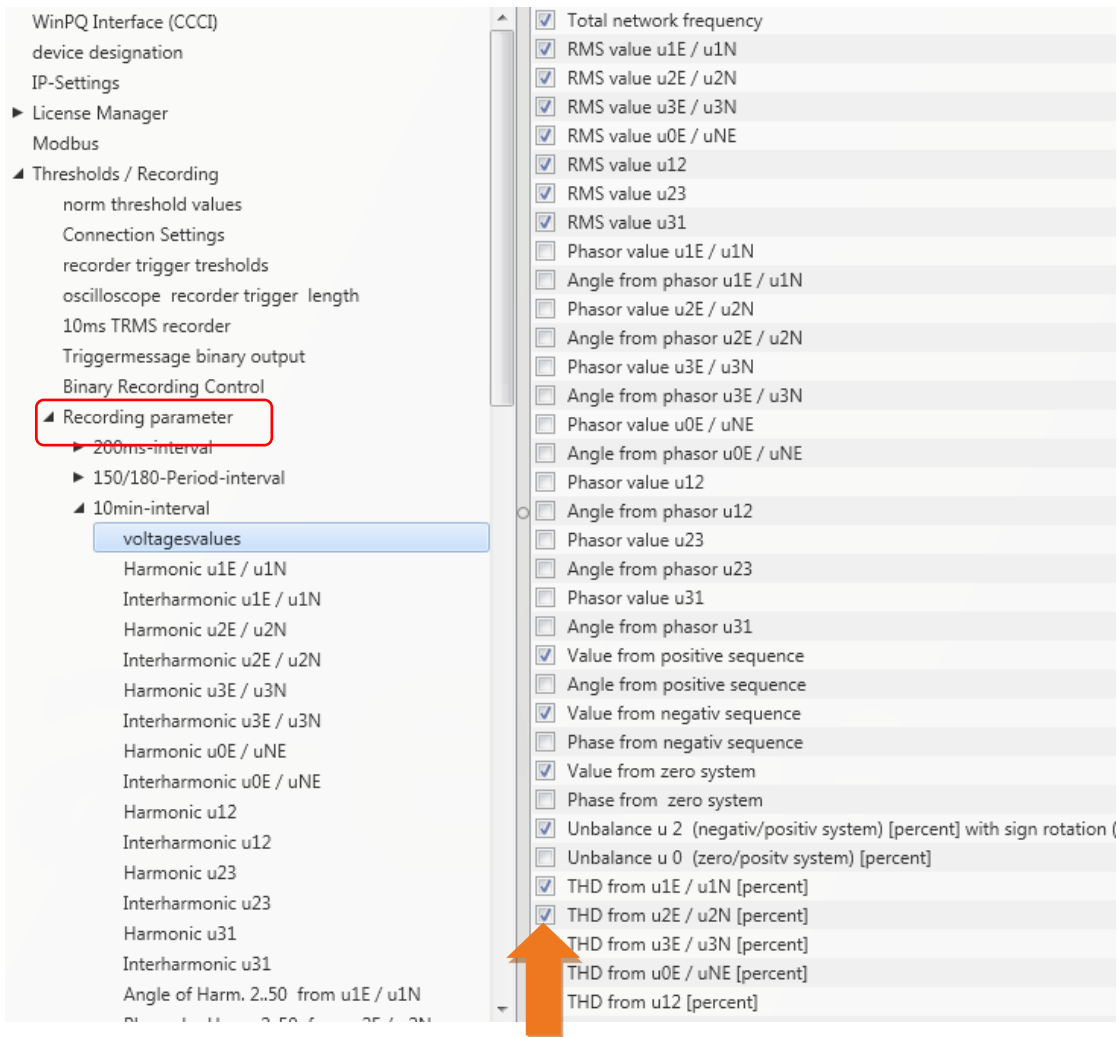 WinPQ Interface (CCCI)
device designation
IP-Settings
License Manager
Modbus
Thresholds / Recording
norm threshold values
Connection Settings
recorder trigger tresholds
oscilloscope recorder trigger length
10ms TRMS recorder
Triggermessage binary output
Binary Recording Control
Recording parameter
200ms-interval
150/180-Period-interval
10min-interval
voltagesvalues
Harmonic u1E / u1N
Interharmonic u1E / u1N
Harmonic u2E / u2N
Interharmonic u2E / u2N
Harmonic u3E / u3N
Interharmonic u3E / u3N
Harmonic u0E / uNE
Interharmonic u0E / uNE
Harmonic u12
Interharmonic u12
Harmonic u23
Interharmonic u23
Harmonic u31
Interharmonic u31
Angle of Harm. 2..50 from u1E / u1N
Total network frequency
RMS value u1E / u1N
RMS value u2E / u2N
RMS value u3E / u3N
RMS value u0E / uNE
RMS value u12
RMS value u23
RMS value u31
Phasor value u1E / u1N
Angle from phasor u1E / u1N
Phasor value u2E / u2N
Angle from phasor u2E / u2N
Phasor value u3E / u3N
Angle from phasor u3E / u3N
Phasor value u0E / uNE
Angle from phasor u0E / uNE
Phasor value u12
Angle from phasor u12
Phasor value u23
Angle from phasor u23
Phasor value u31
Angle from phasor u31
Value from positive sequence
Angle from positive sequence
Value from negativ sequence
Phase from negativ sequence
Value from zero system
Phase from zero system
Unbalance u 2 (negativ/positiv system) [percent] with sign rotation (
Unbalance u 0 (zero/positv system) [percent]
THD from u1E / u1N [percent]
THD from u2E / u2N [percent]
THD from u3E / u3N [percent]
THD from u0E / uNE [percent]
THD from u12 [percent]